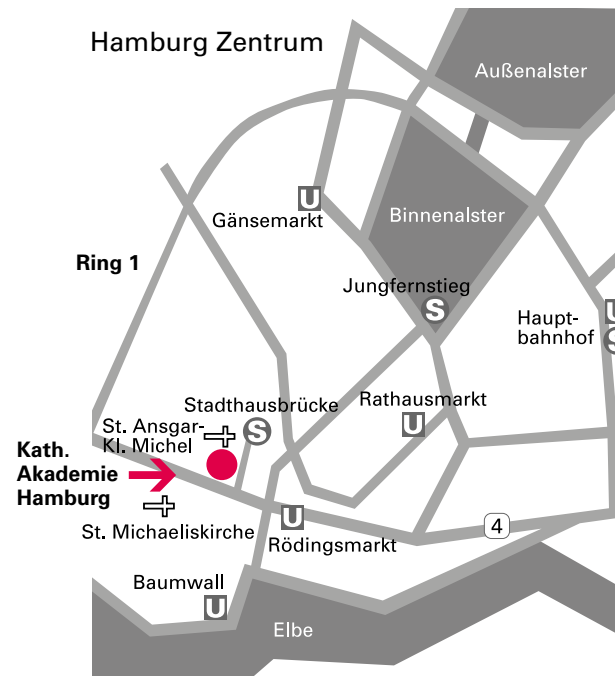 Hamburg Zentrum
Außenalster
U
Gänsemarkt
Binnenalster
Ring 1
Jungfernstieg
S
U
Haupt-
bahnhof
S
Stadthausbrücke
S
Rathausmarkt
U
St. Ansgar-
Kl. Michel
Kath.
Akademie
Hamburg
St. Michaeliskirche
U
Rödingsmarkt
4
Baumwall
U
Elbe